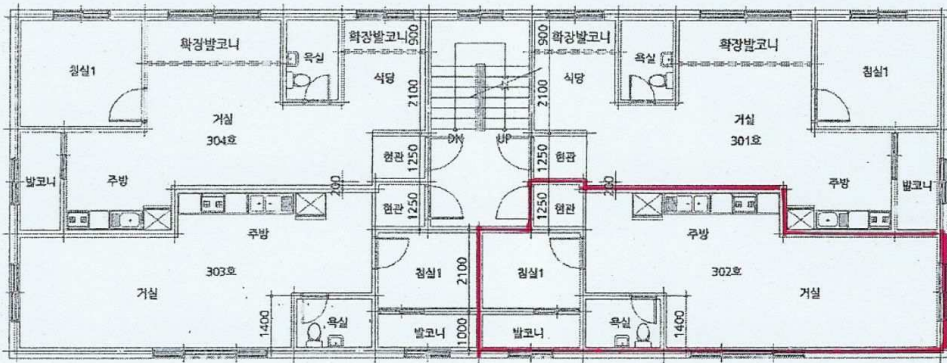 확장발코니
욕실
확장발코니
900
900
확장발코니
욕실
확장발코니
침실1
식당
식당
침실1
2100
2100
거실
304호
거실
301호
DN
UP
발코니
주방
현관
1250
1250
현관
주방
발코니
200
200
현관
1250
1250
현관
주방
주방
303호
거실
침실1
2100
침실1
302호
거실
1400
욕실
발코니
1000
발코니
욕실
1400